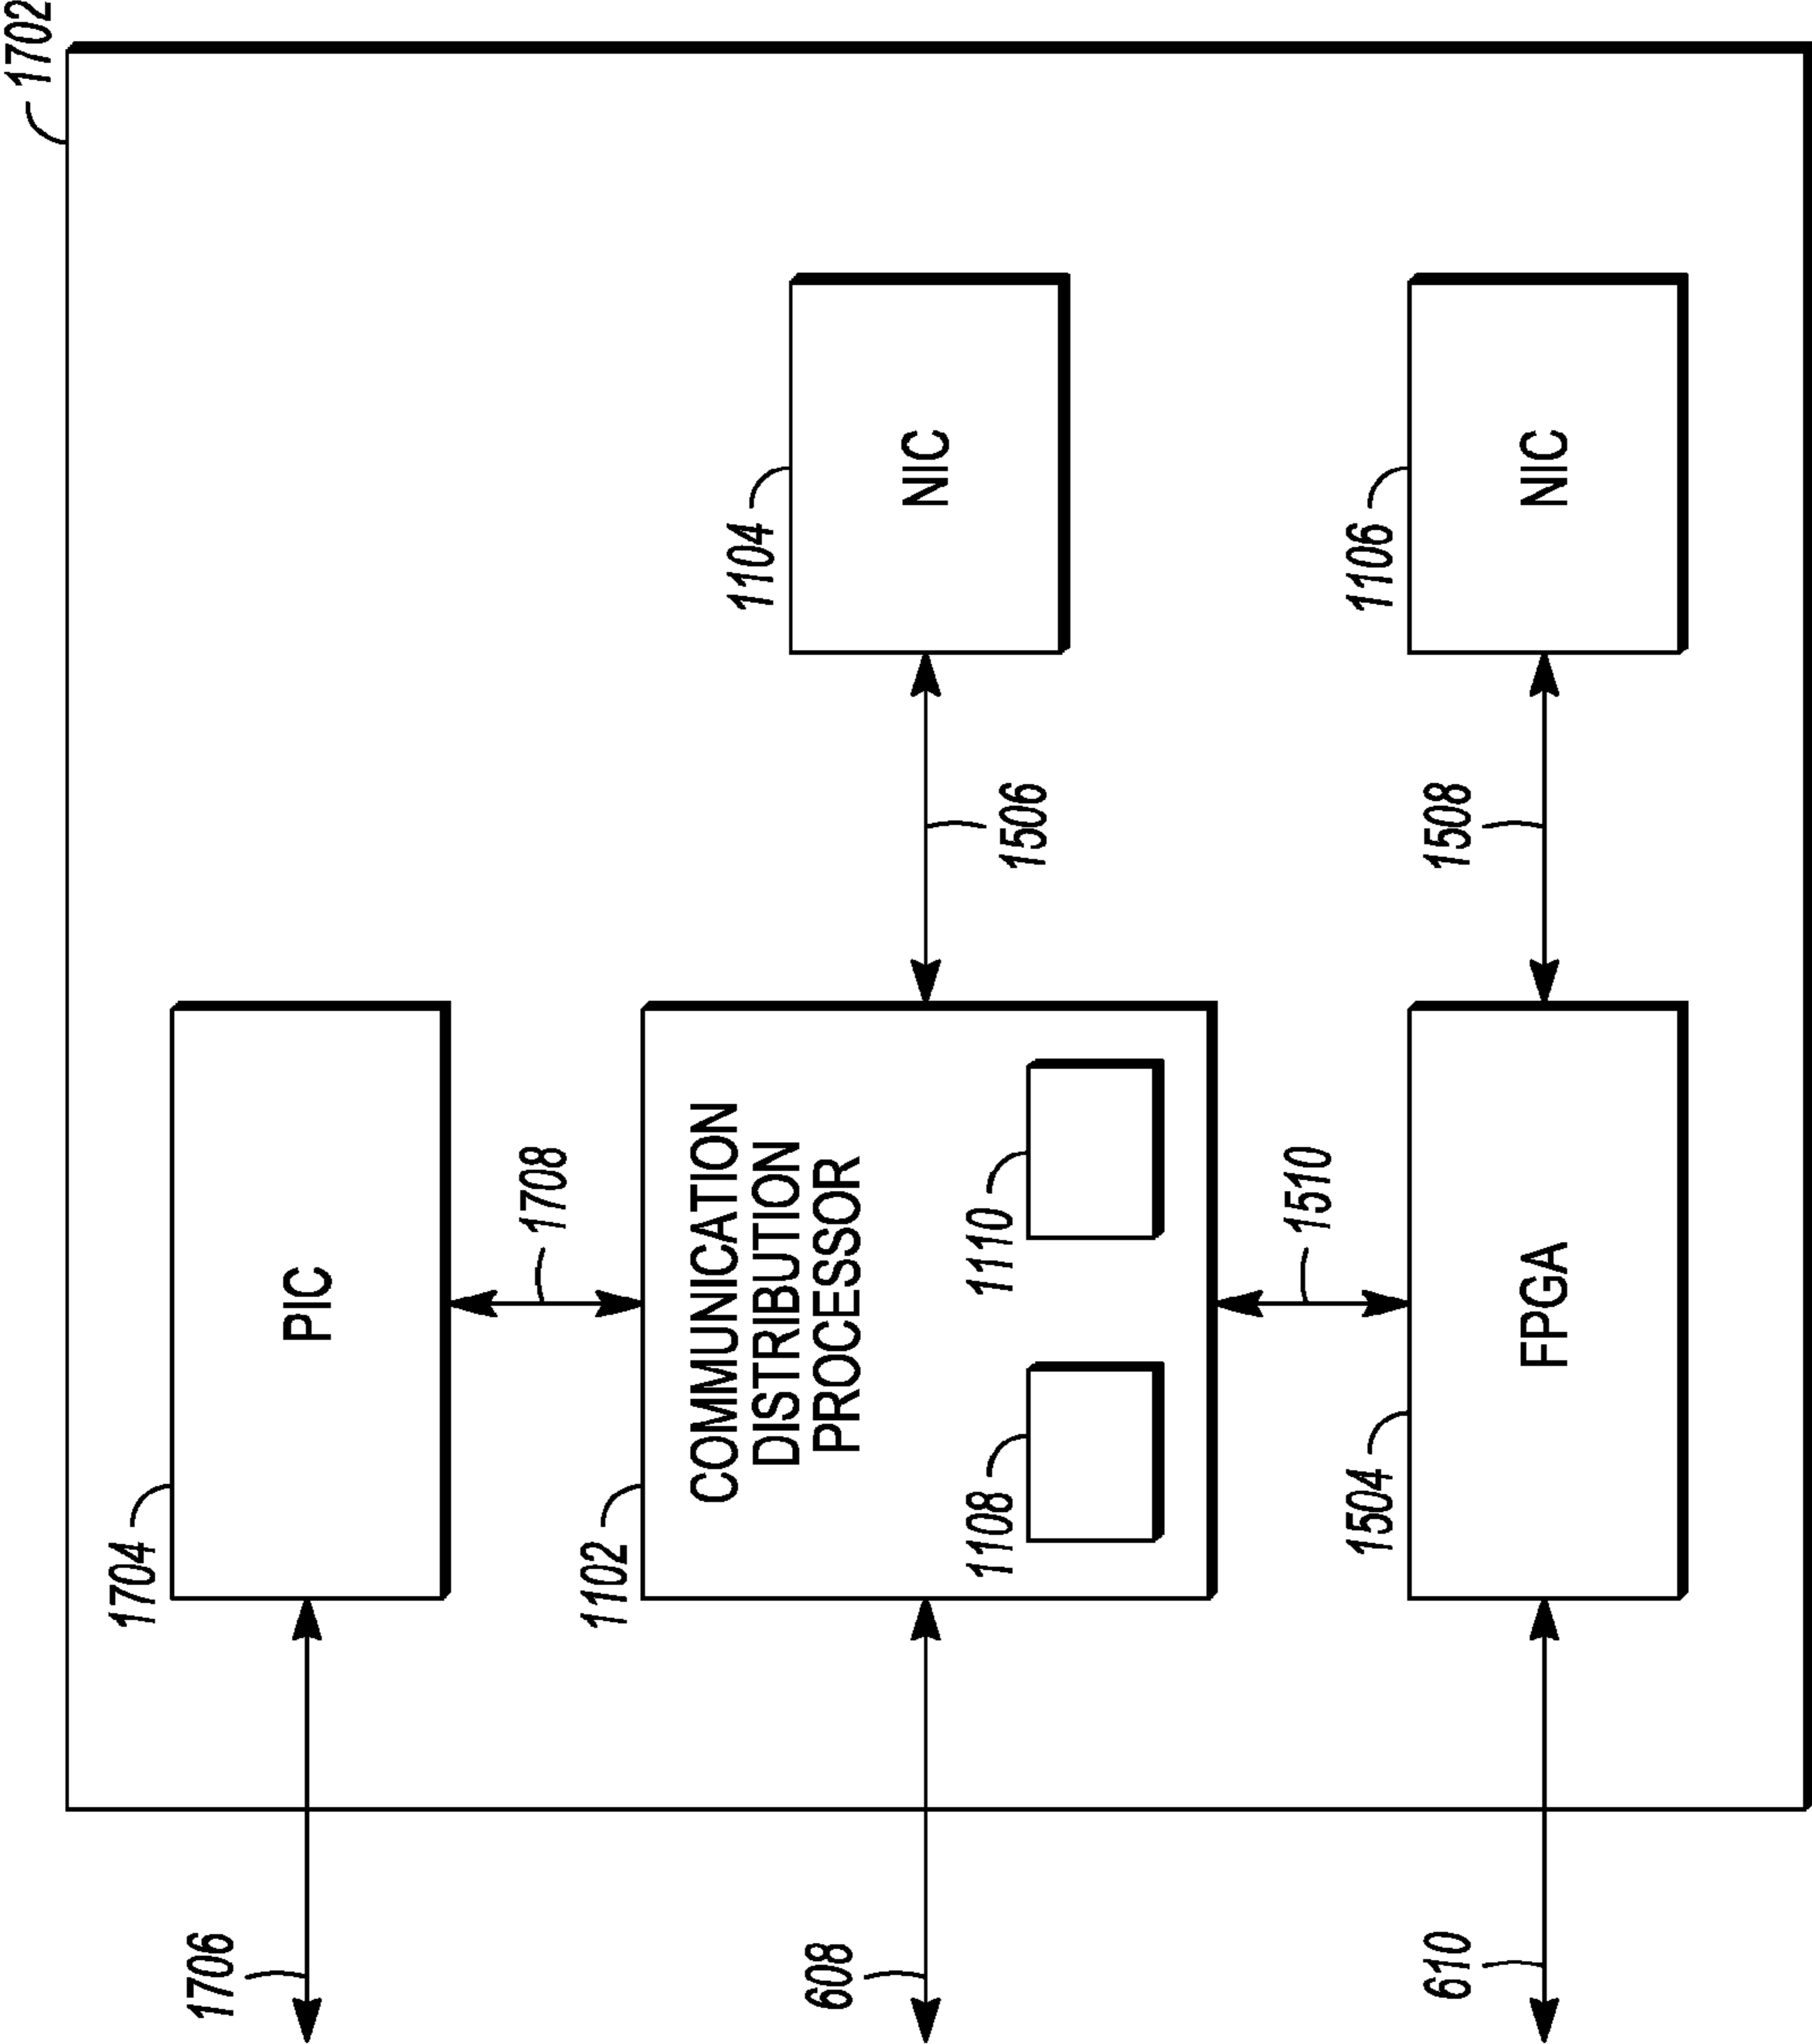 1702
1704
PIC
1706
1708
1102
COMMUNICATION
DISTRIBUTION
PROCESSOR
1108
1110
608
1506
1104
NIC
1510
1504
FPGA
610
1508
1106
NIC